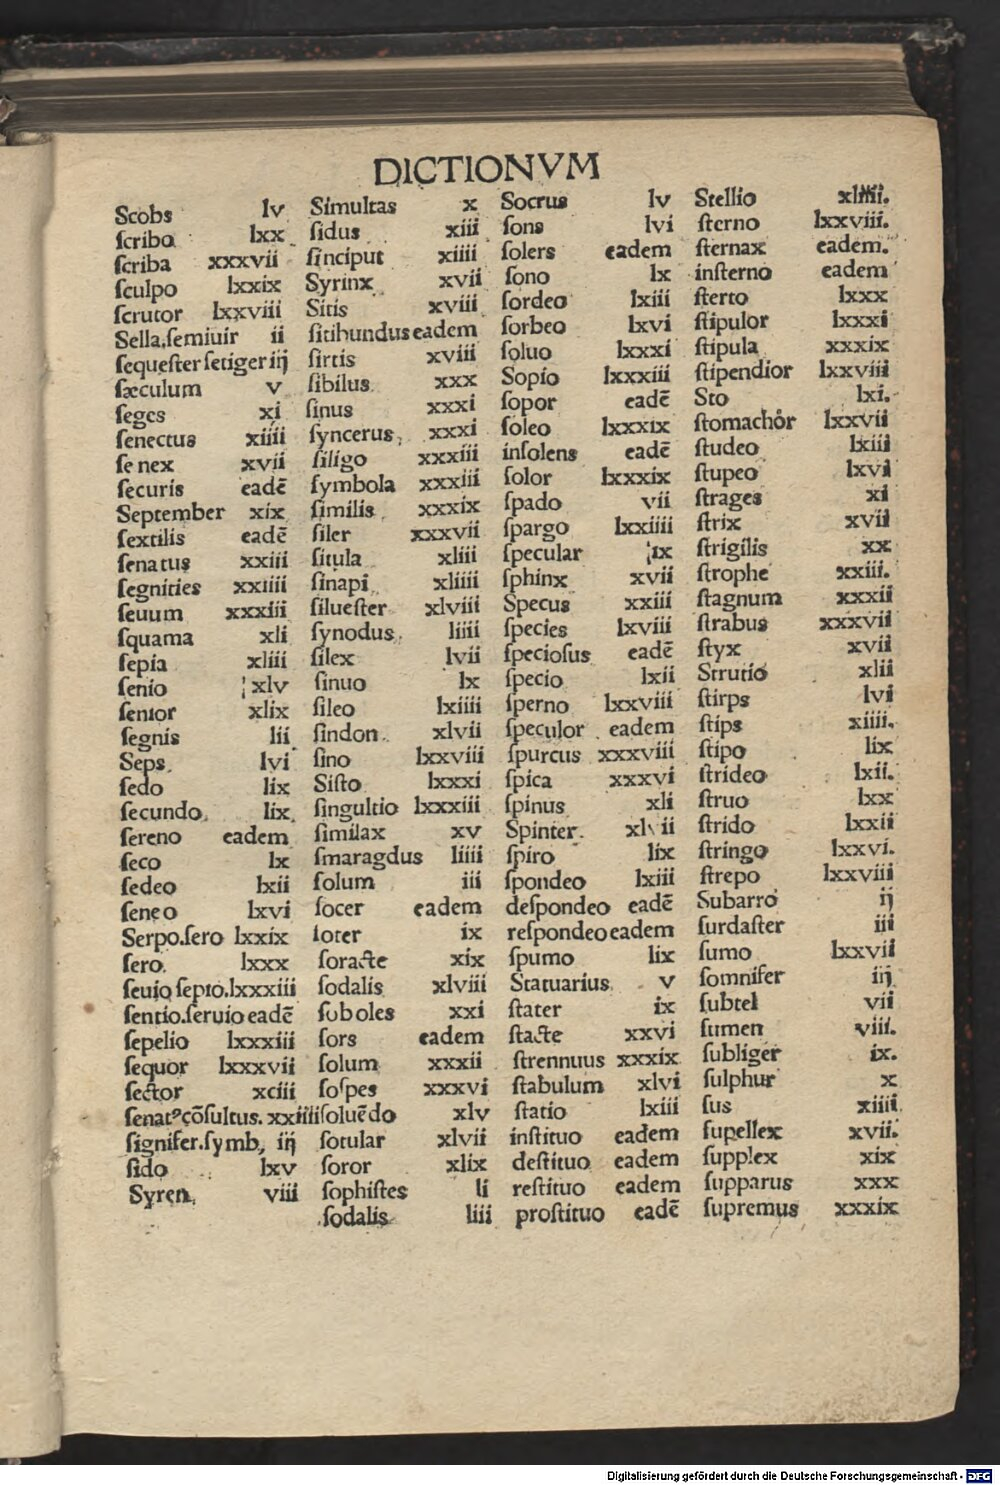 DICTIONVM
Scobs lv
ſcribo lxx
ſcriba xxxvii
ſculpo lxxix
ſcrutor lxxviii
Sella,ſemiuir ii
ſequeſter ſetiger iij
ſæculum v
ſeges xi
ſenectus xiiii
ſenex xvii
ſecuris eadē
September xix
ſextilis eadē
ſenatus xxiii
ſegnities xxiiii
ſeuum xxxiii
ſquama xli
ſepia xliii
ſenio xlv
ſenior xlix
ſegnis lii
Seps lvi
ſedo lix
ſecundo lix
ſereno eadem
ſeco lx
ſedeo lxii
ſeneo lxvi
Serpo.ſero lxxix
ſero. lxxx
ſeuio ſepio.lxxxiii
ſentio.ſeruio eadē
ſepelio lxxxiii
ſequor lxxxvii
ſector xciii
ſenatꝰcōſultus. xxiiii
ſignifer.ſymb, iij
ſido lxv
Syren, viii
Simultas x
ſidus xiii
ſinciput xiiii
Syrinx xvii
Sitis xviii
ſitibundus eadem
ſirtis xviii
ſibilus xxx
ſinus xxxi
ſyncerus, xxxi
ſiligo xxxiii
ſymbola xxxiii
ſimilis xxxix
ſiler xxxvii
ſitula xliii
ſinapi xliiii
ſilueſter xlviii
ſynodus liiii
ſilex lvii
ſinuo lx
ſileo lxiiii
ſindon xlvii
ſino lxxviii
Siſto lxxxi
ſingultio lxxxiii
ſimilax xv
ſmaragdus liiii
ſolum iii
ſocer eadem
ſoter ix
ſoracte xix
ſodalis xlviii
ſuboles xxi
ſors eadem
ſolum xxxii
ſoſpes xxxvi
ſoluēdo xlv
ſotular xlvii
ſoror xlix
ſophiſtes li
ſodalis liii
Socrus lv
ſons lvi
ſolers eadem
ſono lx
ſordeo lxiii
ſorbeo lxvi
ſoluo lxxxi
Sopio lxxxiii
ſopor eadē
ſoleo lxxxix
inſolens eadē
ſolor lxxxix
ſpado vii
ſpargo lxxiiii
ſpecular ix
ſphinx xvii
Specus xxiii
ſpecies lxviii
ſpecioſus eadē
ſpecio lxii
ſperno lxxviii
ſpeculor eadem
ſpurcus xxxviii
ſpica xxxvi
ſpinus xli
Spinter.
ſpiro lix
ſpondeo lxiii
deſpondeo eadē
reſpondeo eadem
ſpumo lix
Statuarius v
ſtater ix
ſtacte xxvi
ſtrennuus xxxix
ſtabulum xlvi
ſtatio lxiii
inſtituo eadem
deſtituo eadem
reſtituo eadem
proſtituo eadē
Stellio xliiii.
ſterno lxxviii.
ſternax eadem.
inſterno eadem
ſterto lxxx
ſtipulor lxxxi
ſtipula xxxix
ſtipendior lxxviii
Sto lxi.
ſtomachor lxxvii
ſtudeo lxiii
ſtupeo lxvi
ſtrages xi
ſtrix xvii
ſtrigilis xx
ſtrophe xxiii.
ſtagnum xxxii
ſtrabus xxxvii
ſtyx xvii
Strutio xlii
ſtirps lvi
ſtips xiiii.
ſtipo lix
ſtrideo lxii.
ſtruo lxx
ſtrido lxxii
ſtringo lxxvi.
ſtrepo lxxviii
Subarro ij
ſurdaſter iii
ſumo lxxvii
ſomnifer iij
ſubtel vii
ſumen viii.
ſubliger ix.
ſulphur x
ſus xiiii
ſupellex xvii.
ſupplex xix
ſupparus xxx
ſupremus xxxix
Digitalisierung gefördert durch die Deutsche Forschungsgemeinschaft - DFG